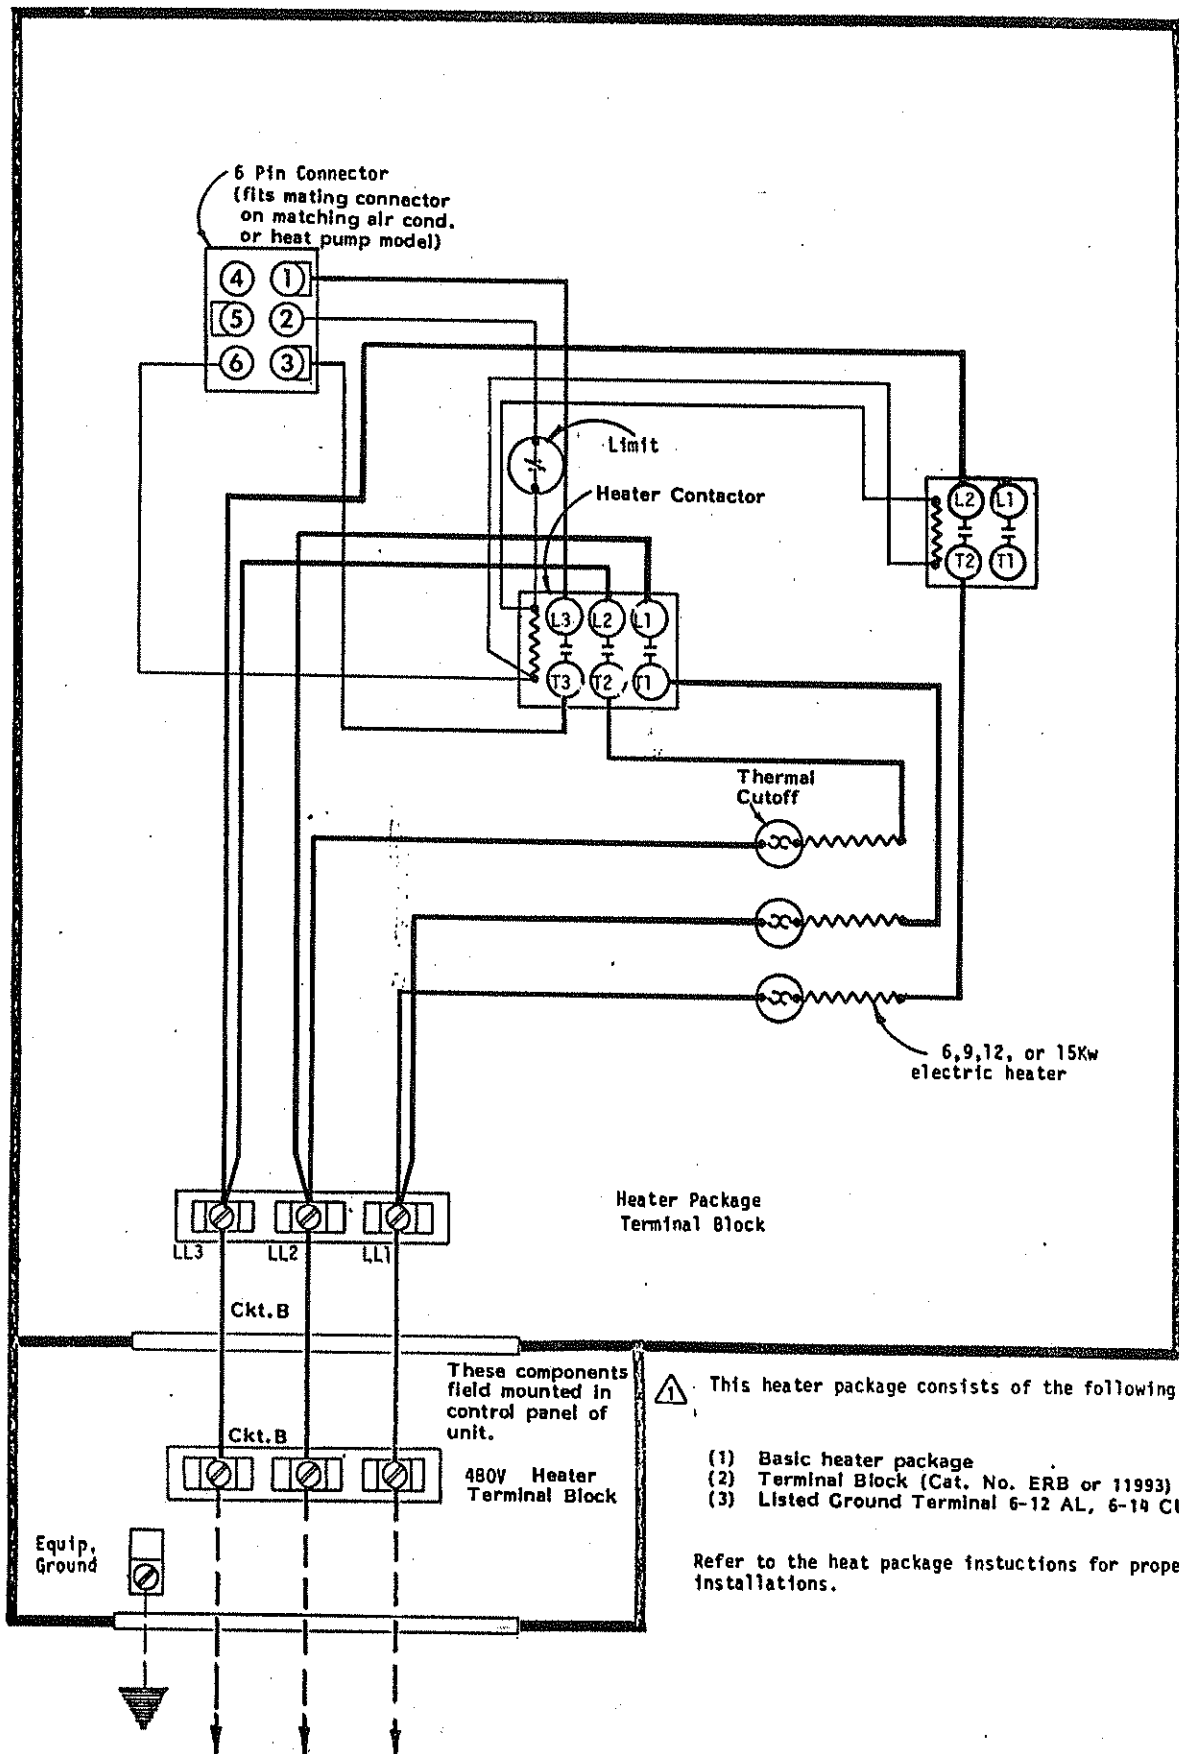 6 Pin Connector
(fits mating connector
on matching air cond.
or heat pump model)
4 1
5 2
6 3
Limit
Heater Contactor
L2 L1
T2 T1
L3 L2 L1
T3 T2 T1
Thermal
Cutoff
6,9,12, or 15Kw
electric heater
Heater Package
Terminal Block
LL3 LL2 LL1
Ckt.B
These components
field mounted in
control panel of
unit.
1 This heater package consists of the following
Ckt.B
480V Heater
Terminal Block
(1) Basic heater package
(2) Terminal Block (Cat. No. ERB or 11993)
(3) Listed Ground Terminal 6-12 AL, 6-14 CU
Equip.
Ground
Refer to the heat package instuctions for prope
installations.